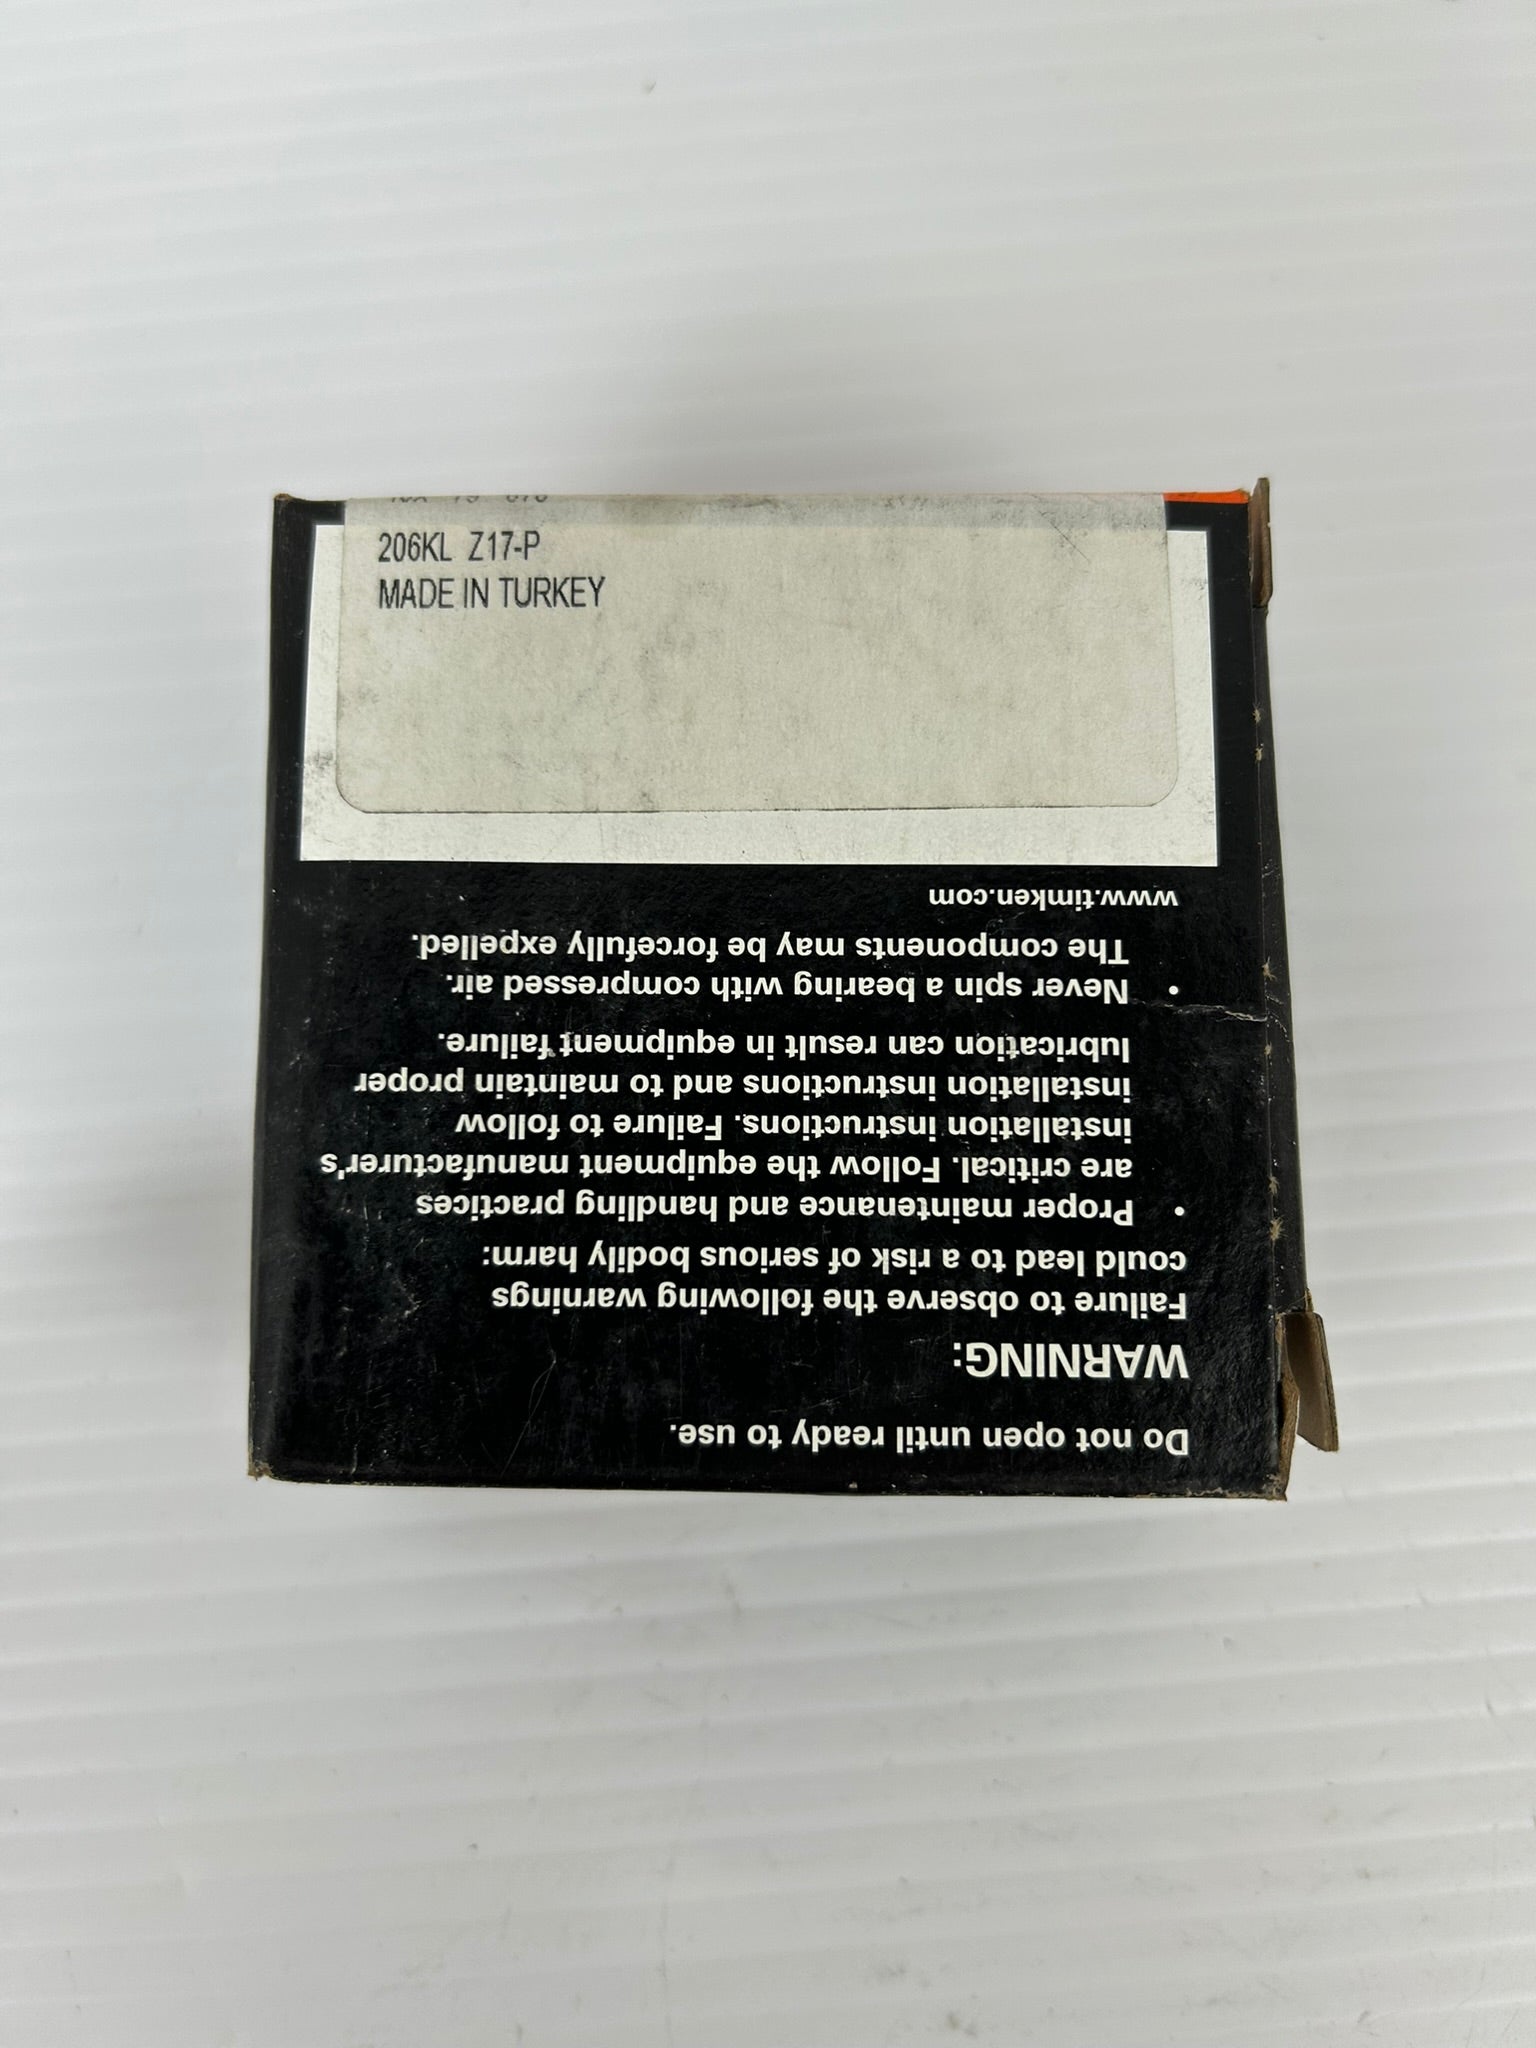 206KL Z17-P
MADE IN TURKEY
Do not open until ready to use.
WARNING:
Failure to observe the following warnings
could lead to a risk of serious bodily harm:
• Proper maintenance and handling practices
are critical. Follow the equipment manufacturer's
installation instructions. Failure to follow
installation instructions and to maintain proper
lubrication can result in equipment failure.
• Never spin a bearing with compressed air.
The components may be forcefully expelled.
www.timken.com